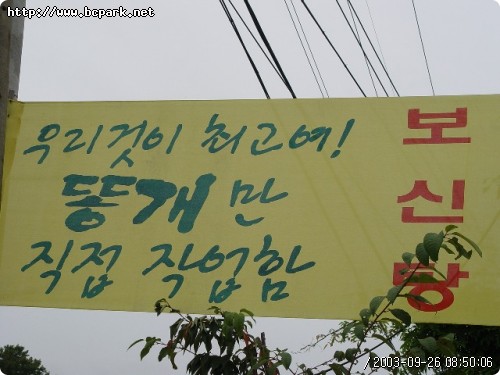 http://www.bcpark.net
우리것이 최고여!
똥개만
직접 작업함
보신탕
2003-09-26 08:50:06